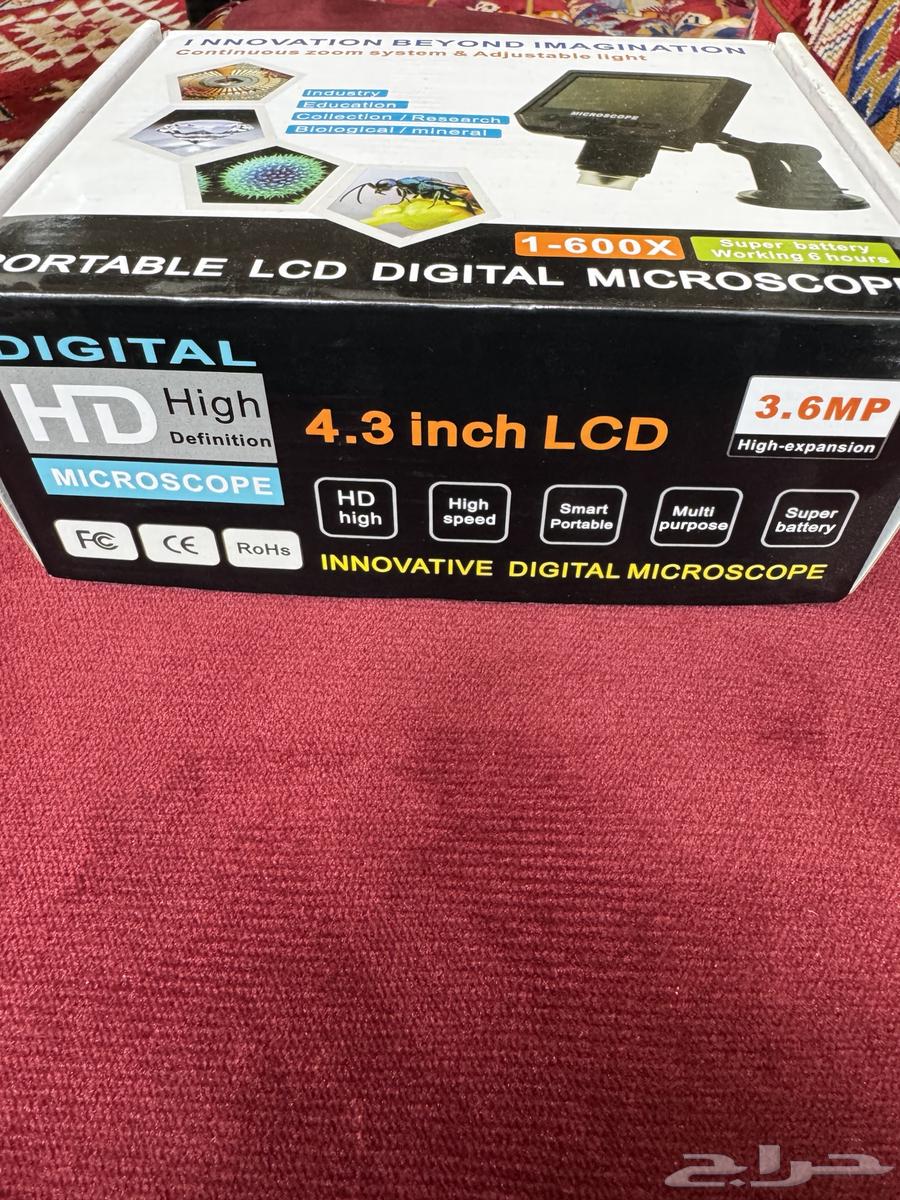 INNOVATION BEYOND IMAGINATION
Continuous zoom system & Adjustable light
Industry
Education
Collection / Research
Biological / mineral
MICROSCOPE
1-600X
Super battery
Working 6 hours
PORTABLE LCD DIGITAL MICROSCOPE
DIGITAL
HD High
Definition
MICROSCOPE
4.3 inch LCD
3.6MP
High-expansion
HD
high
High
speed
Smart
Portable
Multi
purpose
Super
battery
FC
CE
RoHs
INNOVATIVE DIGITAL MICROSCOPE
حراج